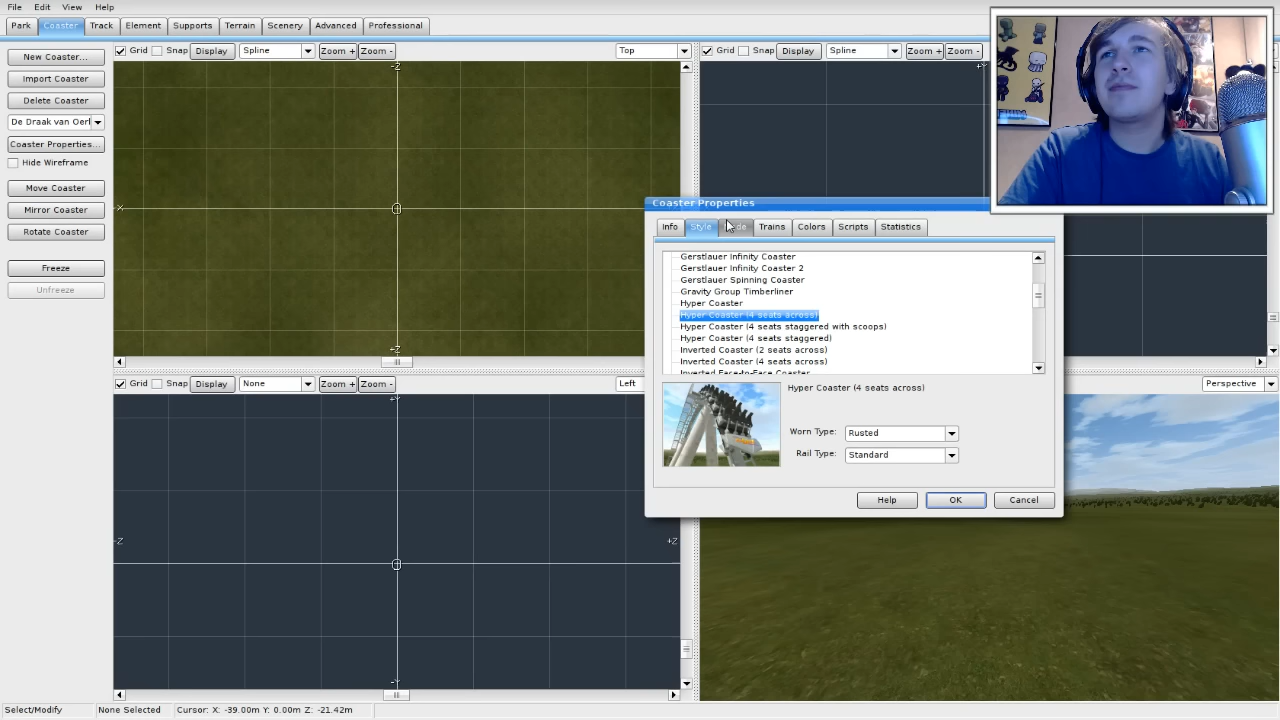 File Edit View Help
Park Coaster Track Element Supports Terrain Scenery Advanced Professional
New Coaster...
Import Coaster
Delete Coaster
De Draak van Oerl
Coaster Properties...
Hide Wireframe
Move Coaster
Mirror Coaster
Rotate Coaster
Freeze
Unfreeze
Grid Snap Display Spline Zoom + Zoom - Top
-Z
X
+Z
Grid Snap Display Spline Zoom + Zoom -
Grid Snap Display None Zoom + Zoom - Left
-Z
+Z
Perspective
Coaster Properties
Info Style Trains Colors Scripts Statistics
Gerstlauer Infinity Coaster
Gerstlauer Infinity Coaster 2
Gerstlauer Spinning Coaster
Gravity Group Timberliner
Hyper Coaster
Hyper Coaster (4 seats across)
Hyper Coaster (4 seats staggered with scoops)
Hyper Coaster (4 seats staggered)
Inverted Coaster (2 seats across)
Inverted Coaster (4 seats across)
Inverted Face-to-Face Coaster
Hyper Coaster (4 seats across)
Worn Type: Rusted
Rail Type: Standard
Help OK Cancel
Select/Modify None Selected Cursor: X: -39.00m Y: 0.00m Z: -21.42m